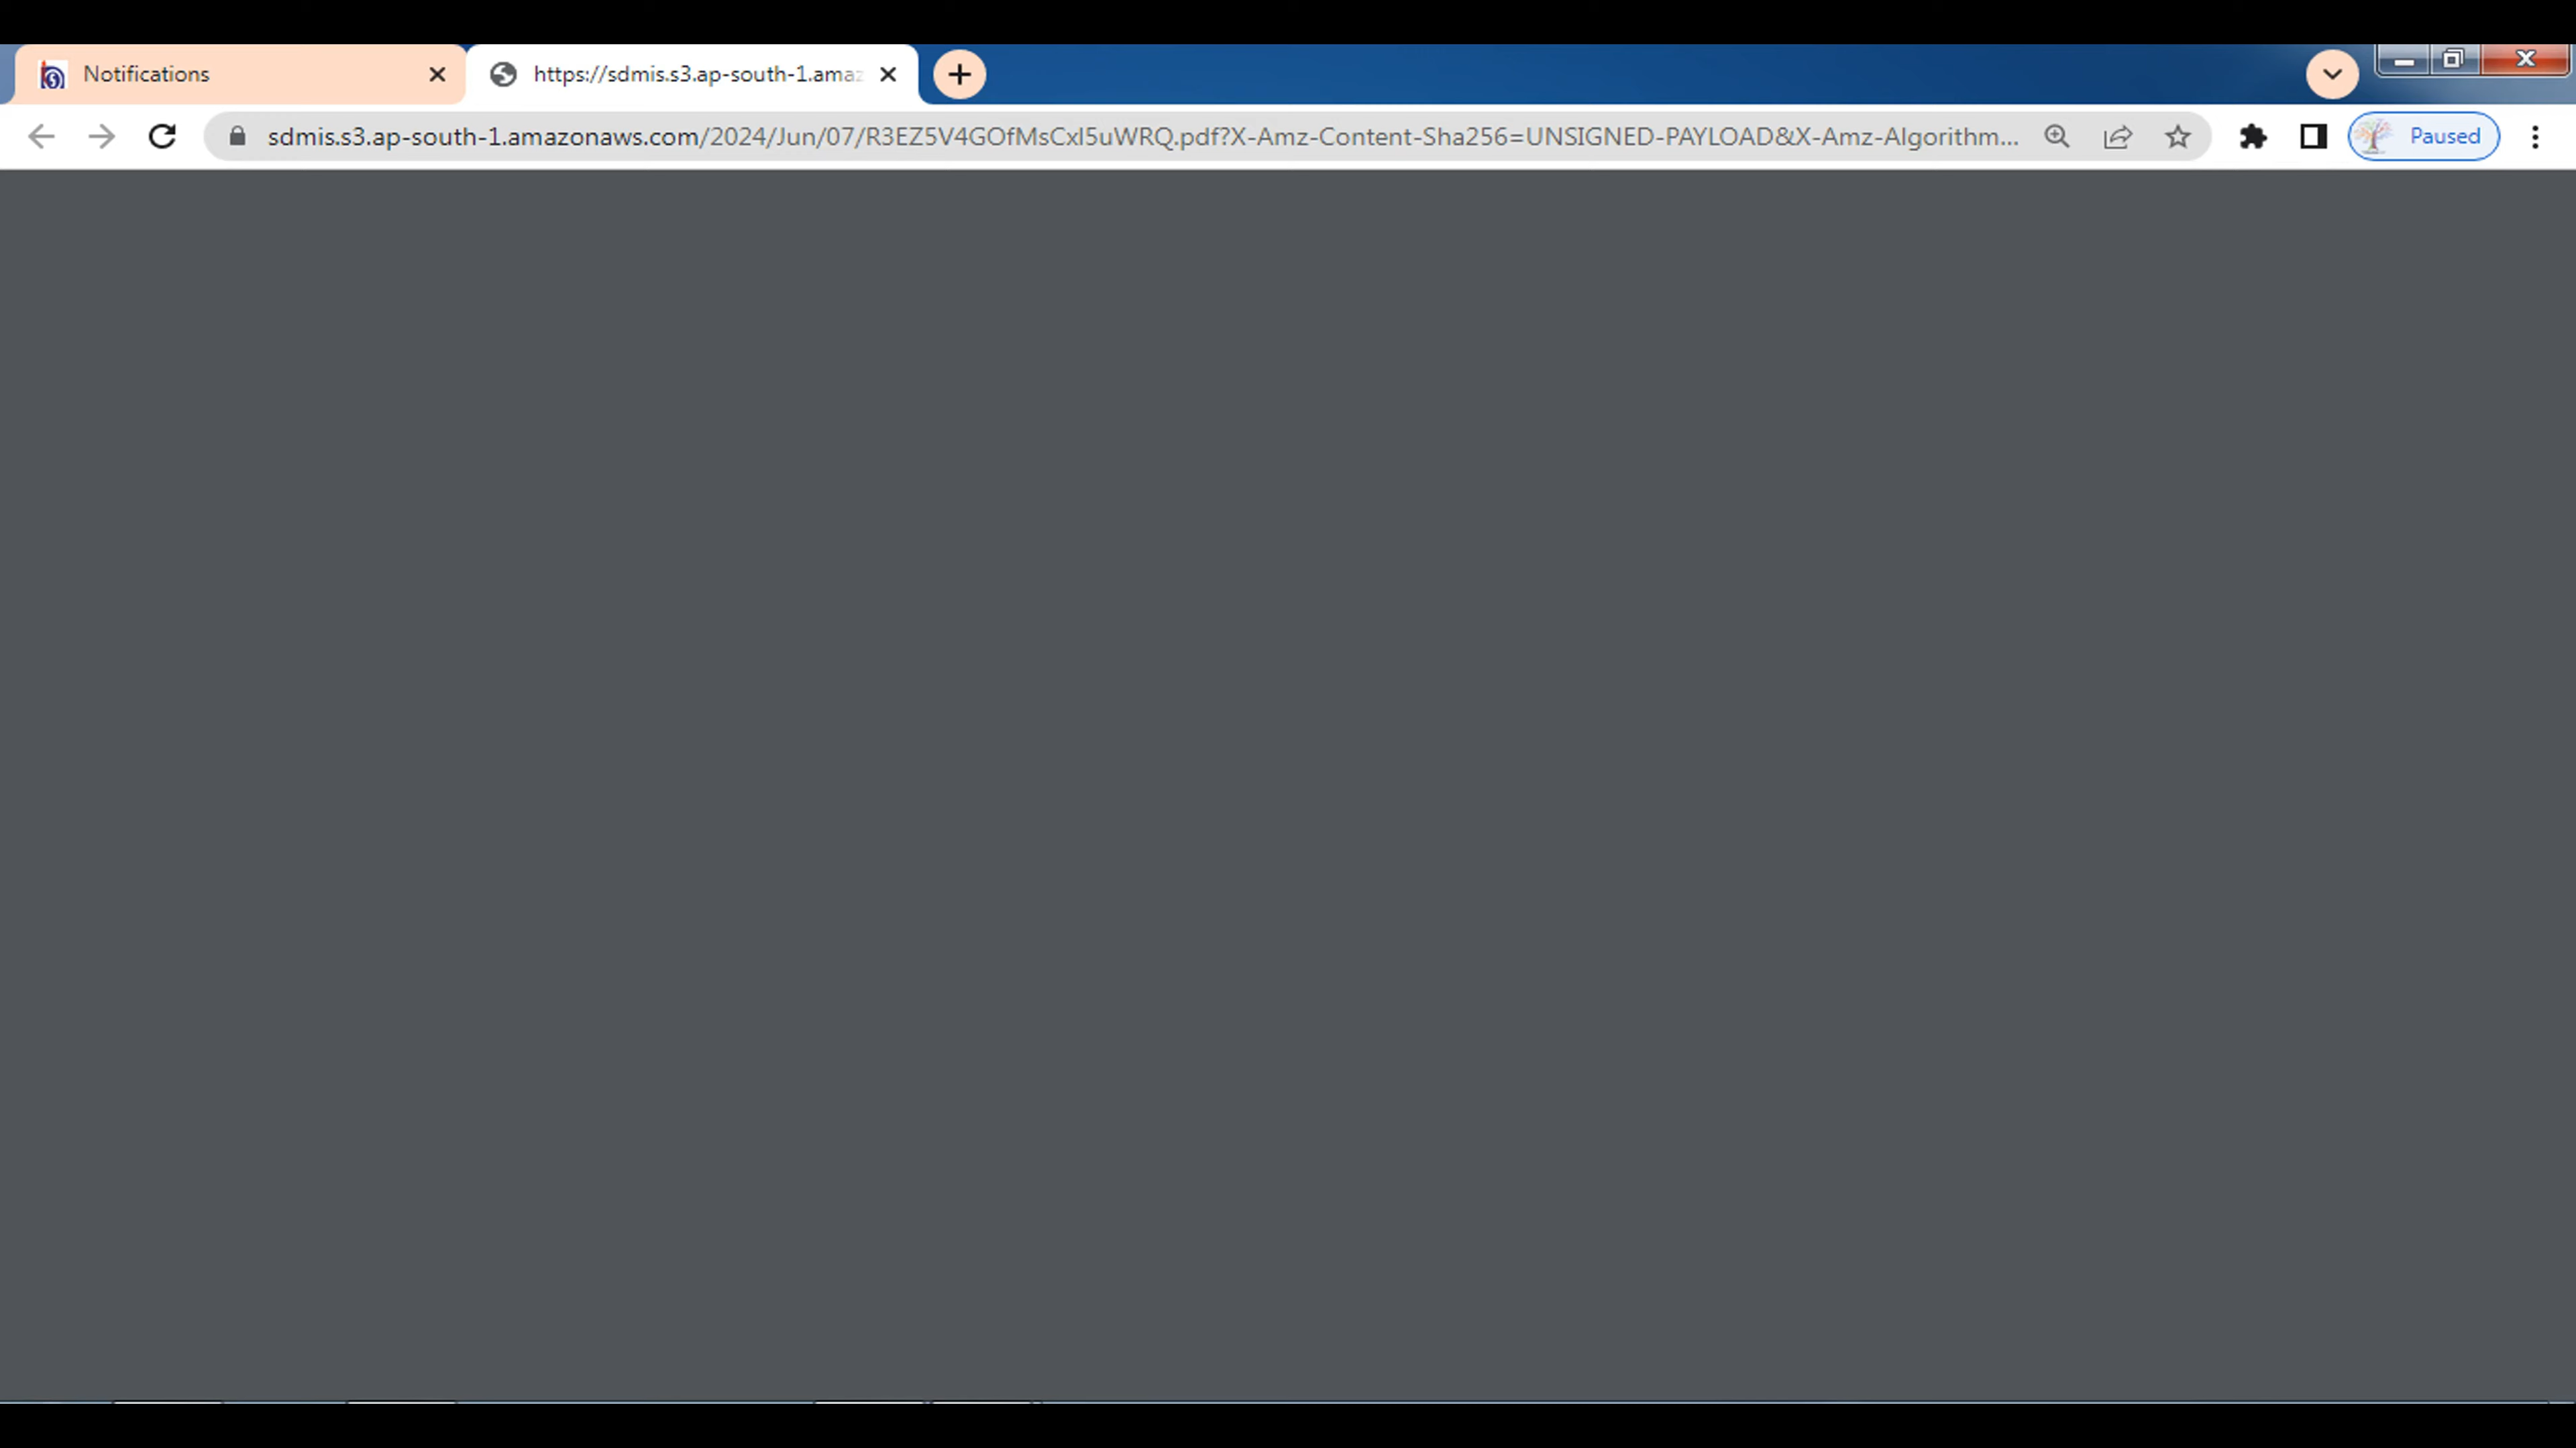 Notifications
https://sdmis.s3.ap-south-1.amaz
sdmis.s3.ap-south-1.amazonaws.com/2024/Jun/07/R3EZ5V4GOfMsCxI5uWRQ.pdf?X-Amz-Content-Sha256=UNSIGNED-PAYLOAD&X-Amz-Algorithm...
Paused